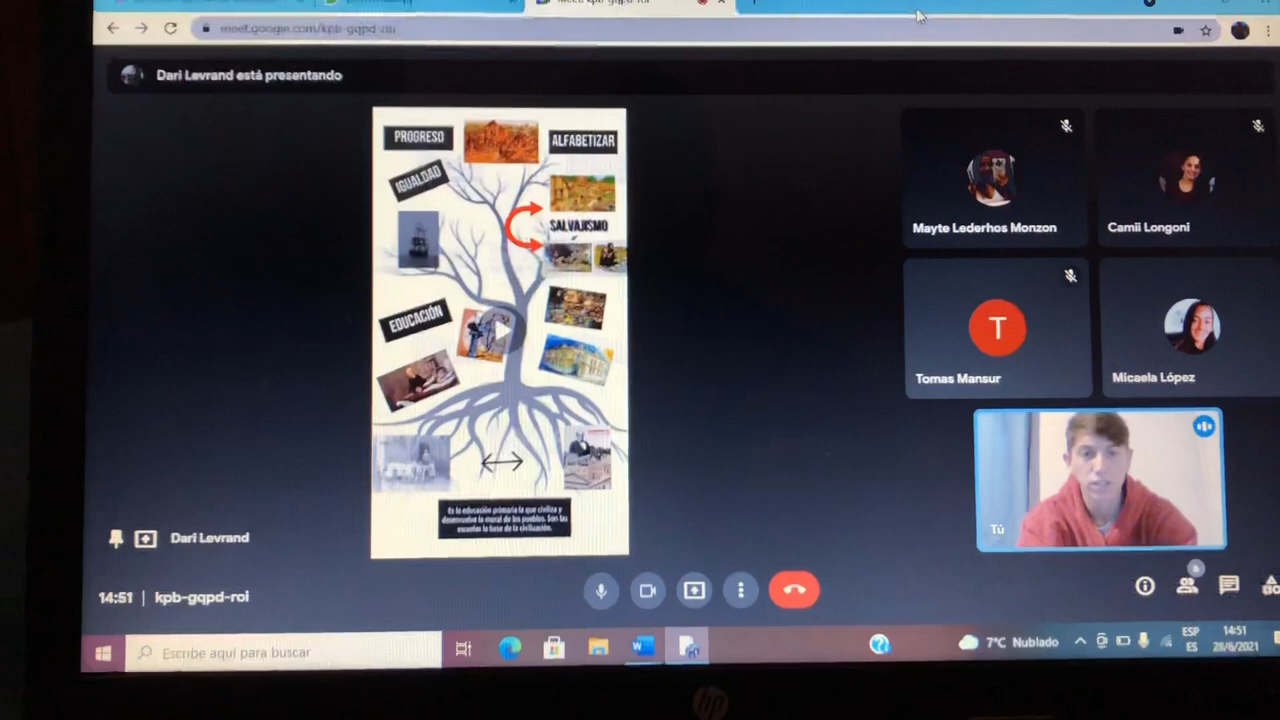 meet.google.com/kpb-gqpd-roi
Dari Levrand está presentando
PROGRESO
ALFABETIZAR
IGUALDAD
SALVAJISMO
EDUCACIÓN
Es la educación primaria la que civiliza y
desenvuelve la moral de los pueblos. Son las
escuelas la base de la civilización.
Mayte Lederhos Monzon
Camii Longoni
T
Tomas Mansur
Micaela López
Tú
Dari Levrand
14:51 | kpb-gqpd-roi
Escribe aquí para buscar
7°C Nublado
ESP
ES
14:51
28/6/2021
hp